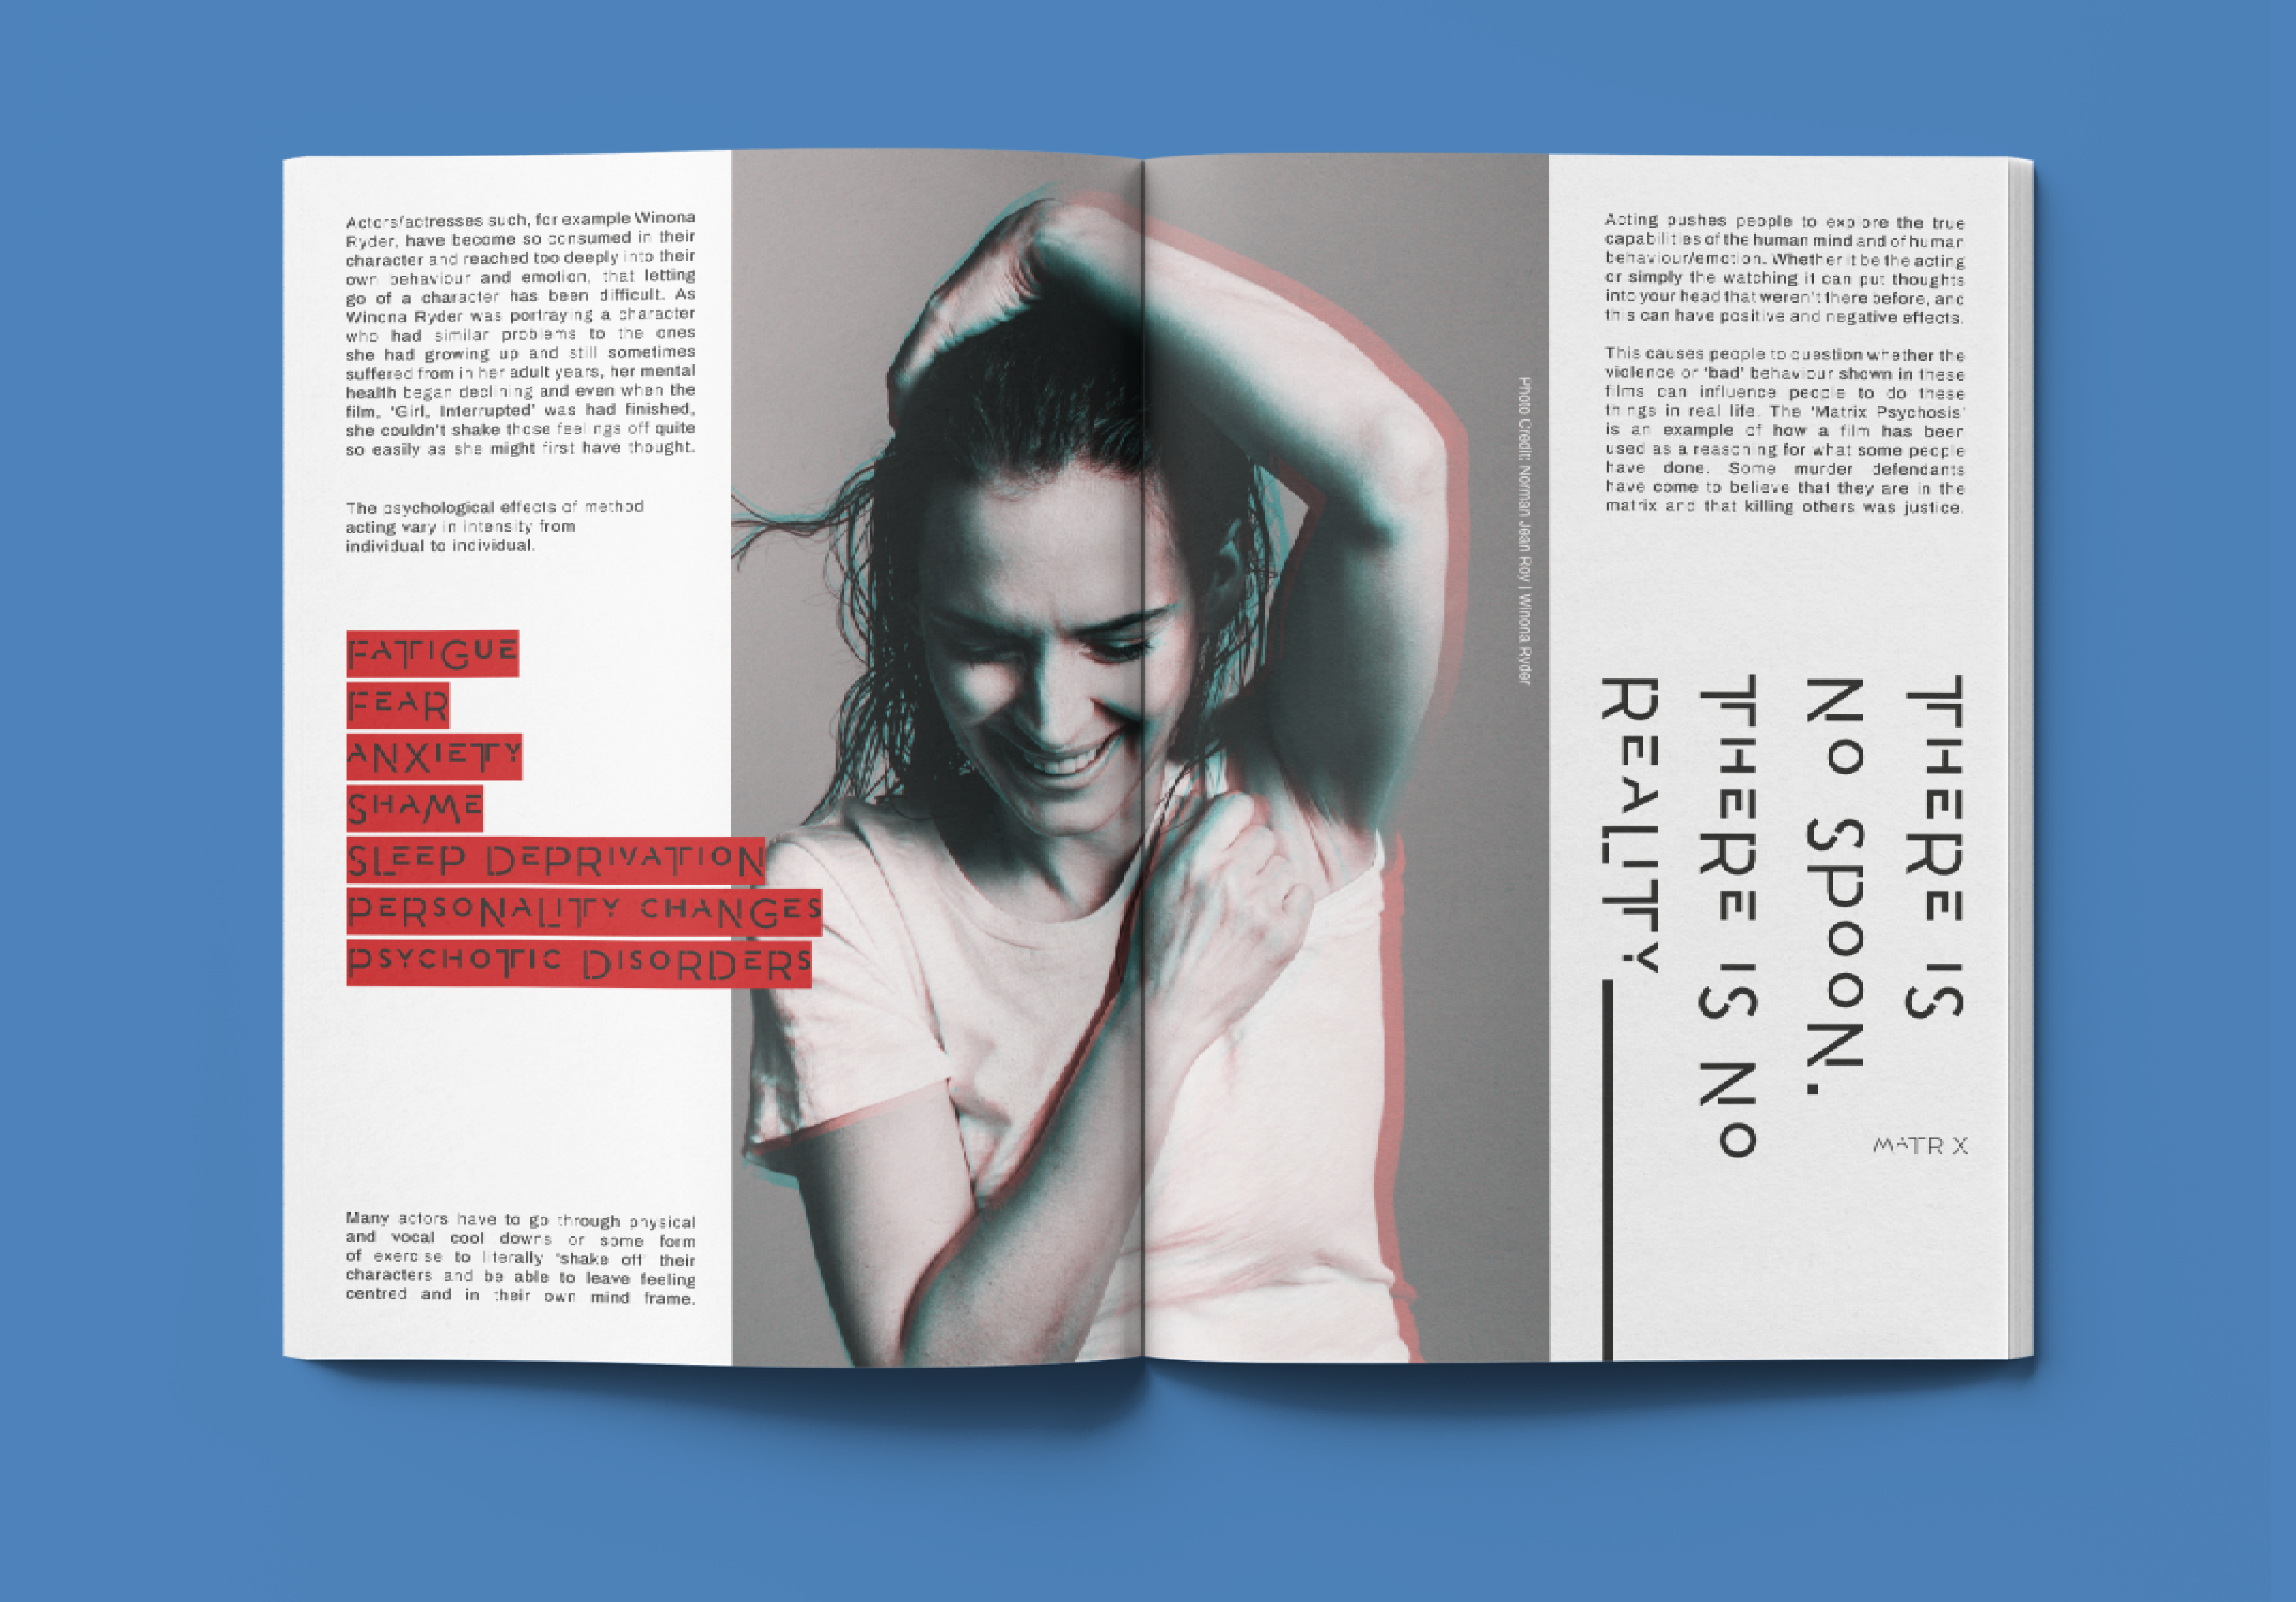 Actors/actresses such, for example Winona
Ryder, have become so consumed in their
character and reached too deeply into their
own behaviour and emotion, that letting
go of a character has been difficult. As
Winona Ryder was portraying a character
who had similar problems to the ones
she had growing up and still sometimes
suffered from in her adult years, her mental
health began declining and even when the
film, ‘Girl, Interrupted’ was had finished,
she couldn’t shake those feelings off quite
so easily as she might first have thought.
The psychological effects of method
acting vary in intensity from
individual to individual.
FATIGUE
FEAR
ANXIETY
SHAME
SLEEP DEPRIVATION
PERSONALITY CHANGES
PSYCHOTIC DISORDERS
Many actors have to go through physical
and vocal cool downs or some form
of exercise to literally ‘shake off’ their
characters and be able to leave feeling
centred and in their own mind frame.
Photo Credit: Norman Jean Roy | Winona Ryder
Acting pushes people to explore the true
capabilities of the human mind and of human
behaviour/emotion. Whether it be the acting
or simply the watching it can put thoughts
into your head that weren’t there before, and
this can have positive and negative effects.
This causes people to question whether the
violence or ‘bad’ behaviour shown in these
films can influence people to do these
things in real life. The ‘Matrix Psychosis’
is an example of how a film has been
used as a reasoning for what some people
have done. Some murder defendants
have come to believe that they are in the
matrix and that killing others was justice.
THERE IS
NO SPOON.
THERE IS NO
REALITY
MATRIX